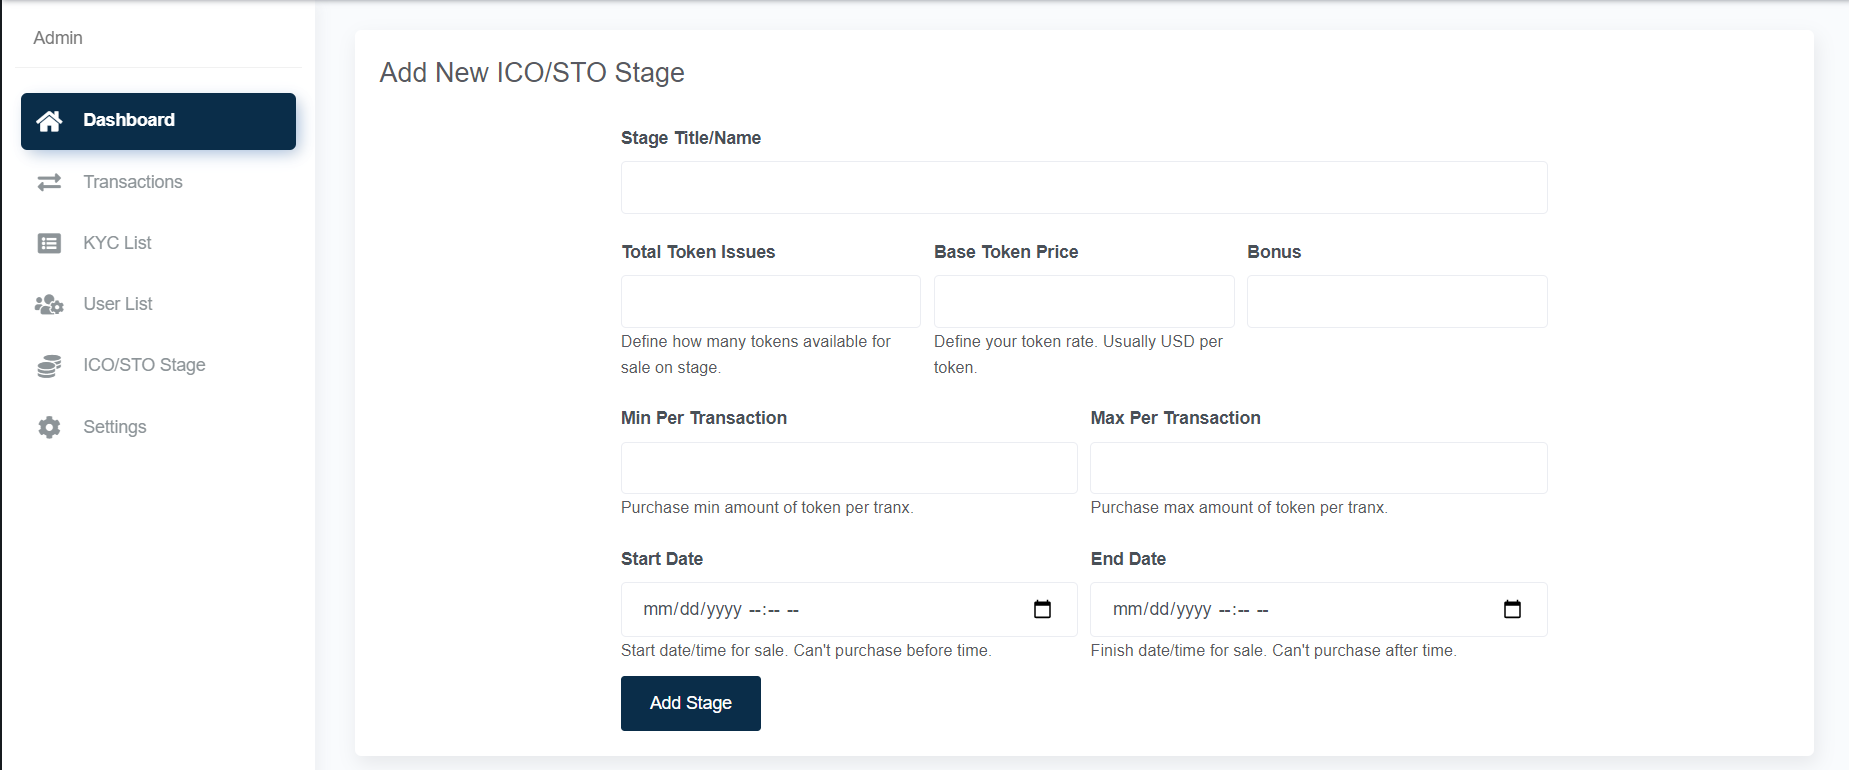 Admin
Dashboard
Transactions
KYC List
User List
ICO/STO Stage
Settings
Add New ICO/STO Stage
Stage Title/Name
Total Token Issues
Define how many tokens available for
sale on stage.
Base Token Price
Define your token rate. Usually USD per
token.
Bonus
Min Per Transaction
Purchase min amount of token per tranx.
Max Per Transaction
Purchase max amount of token per tranx.
Start Date
mm/dd/yyyy --:-- --
Start date/time for sale. Can't purchase before time.
End Date
mm/dd/yyyy --:-- --
Finish date/time for sale. Can't purchase after time.
Add Stage